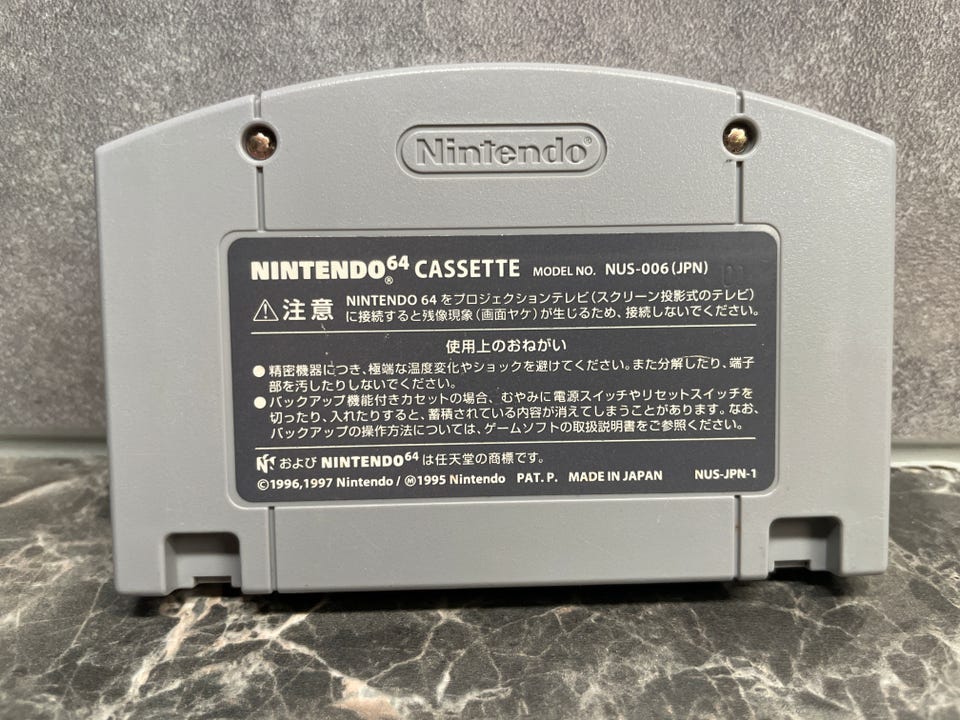 Nintendo®
NINTENDO⁶⁴® CASSETTE MODEL NO. NUS-006(JPN)
⚠注意 NINTENDO 64 をプロジェクションテレビ(スクリーン投影式のテレビ)
に接続すると残像現象(画面ヤケ)が生じるため、接続しないでください。
使用上のおねがい
●精密機器につき、極端な温度変化やショックを避けてください。また分解したり、端子
部を汚したりしないでください。
●バックアップ機能付きカセットの場合、むやみに電源スイッチやリセットスイッチを
切ったり、入れたりすると、蓄積されている内容が消えてしまうことがあります。なお、
バックアップの操作方法については、ゲームソフトの取扱説明書をご参照ください。
および NINTENDO⁶⁴ は任天堂の商標です。
©1996,1997 Nintendo/Ⓜ1995 Nintendo PAT. P. MADE IN JAPAN NUS-JPN-1